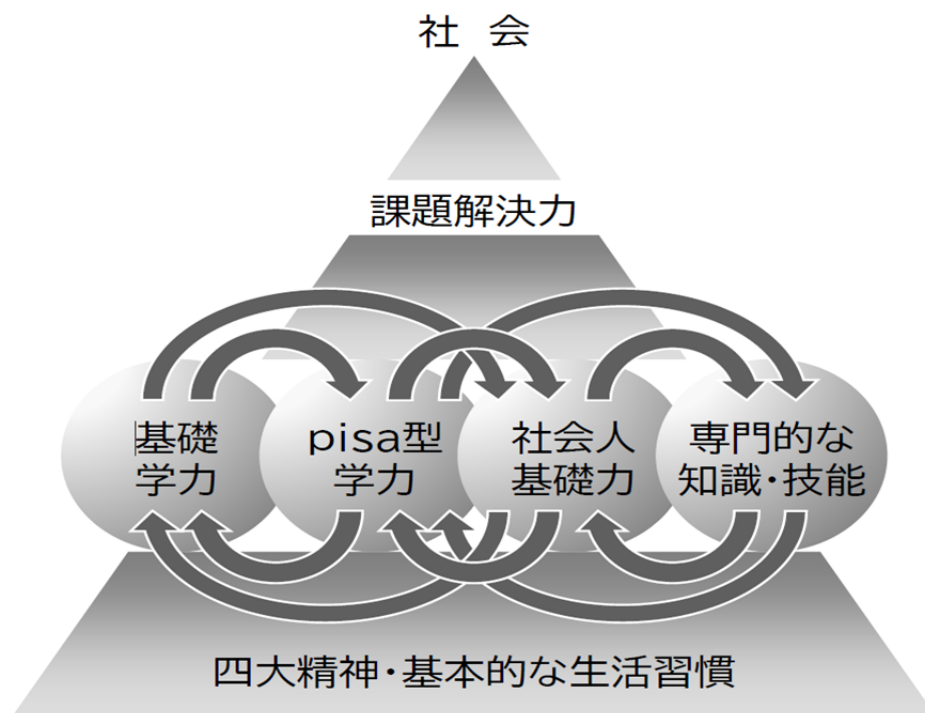 社 会
課題解決力
基礎
学力
pisa型
学力
社会人
基礎力
専門的な
知識・技能
四大精神・基本的な生活習慣